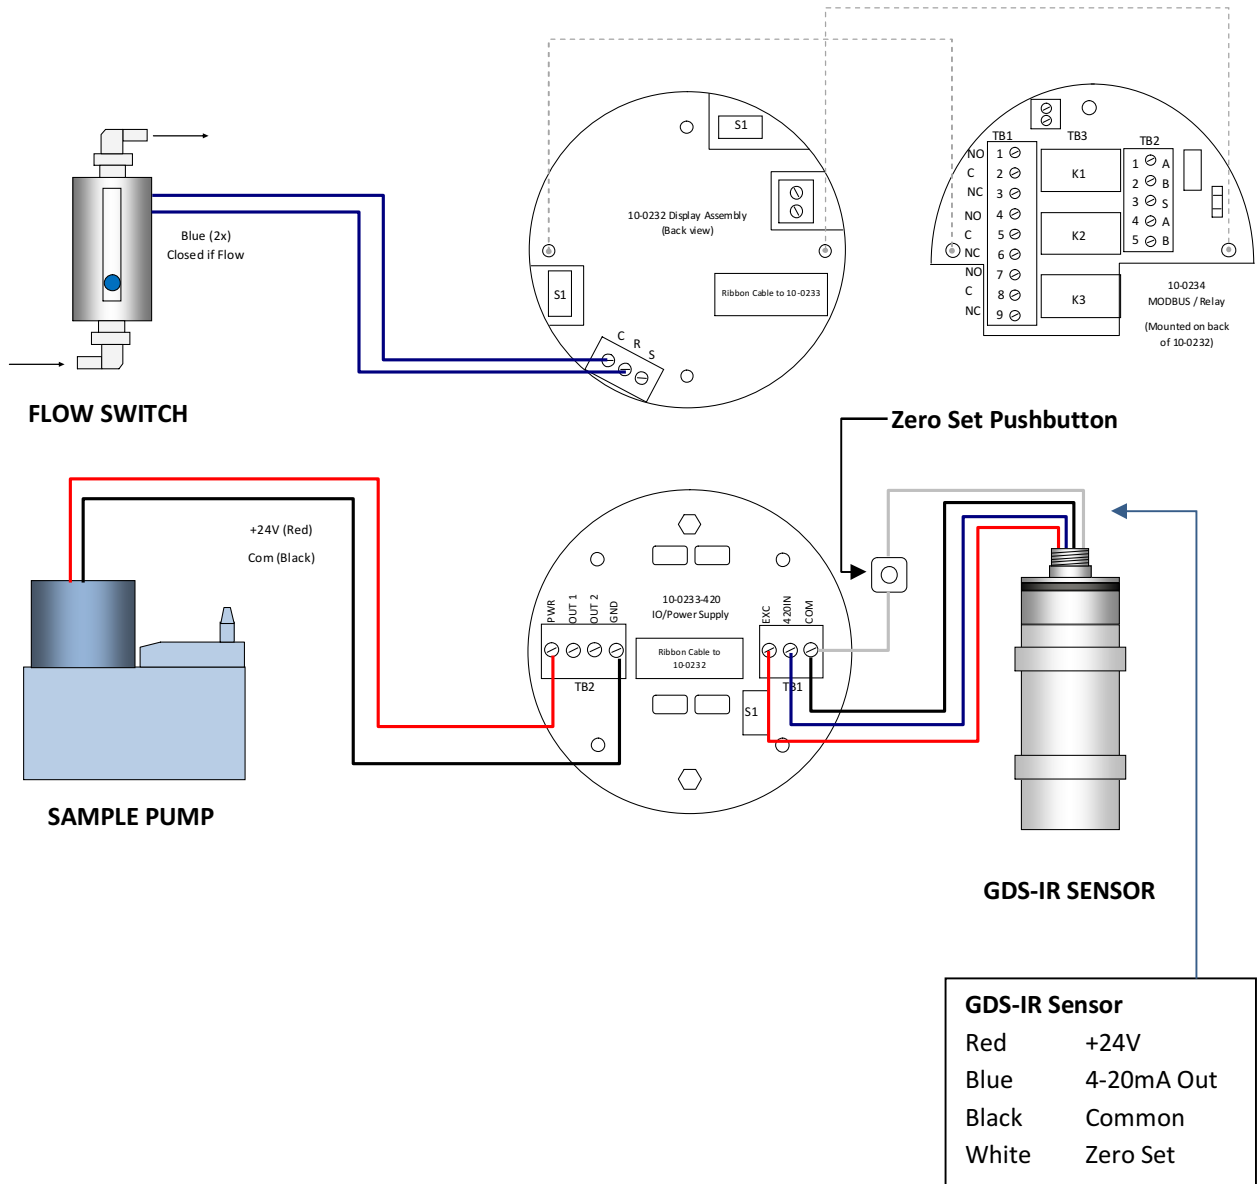 S1
10-0232 Display Assembly
(Back view)
S1
Ribbon Cable to 10-0233
C
R
S
Blue (2x)
Closed if Flow
FLOW SWITCH
TB1
TB3
TB2
NO 1
C 2
NC 3
NO 4
C 5
NC 6
NO 7
C 8
NC 9
K1
K2
K3
1 A
2 B
3 S
4 A
5 B
10-0234
MODBUS / Relay
(Mounted on back
of 10-0232)
Zero Set Pushbutton
+24V (Red)
Com (Black)
SAMPLE PUMP
10-0233-420
IO/Power Supply
PWR
OUT 1
OUT 2
GND
TB2
Ribbon Cable to
10-0232
EXC
420IN
COM
TB1
S1
GDS-IR SENSOR
GDS-IR Sensor
Red +24V
Blue 4-20mA Out
Black Common
White Zero Set